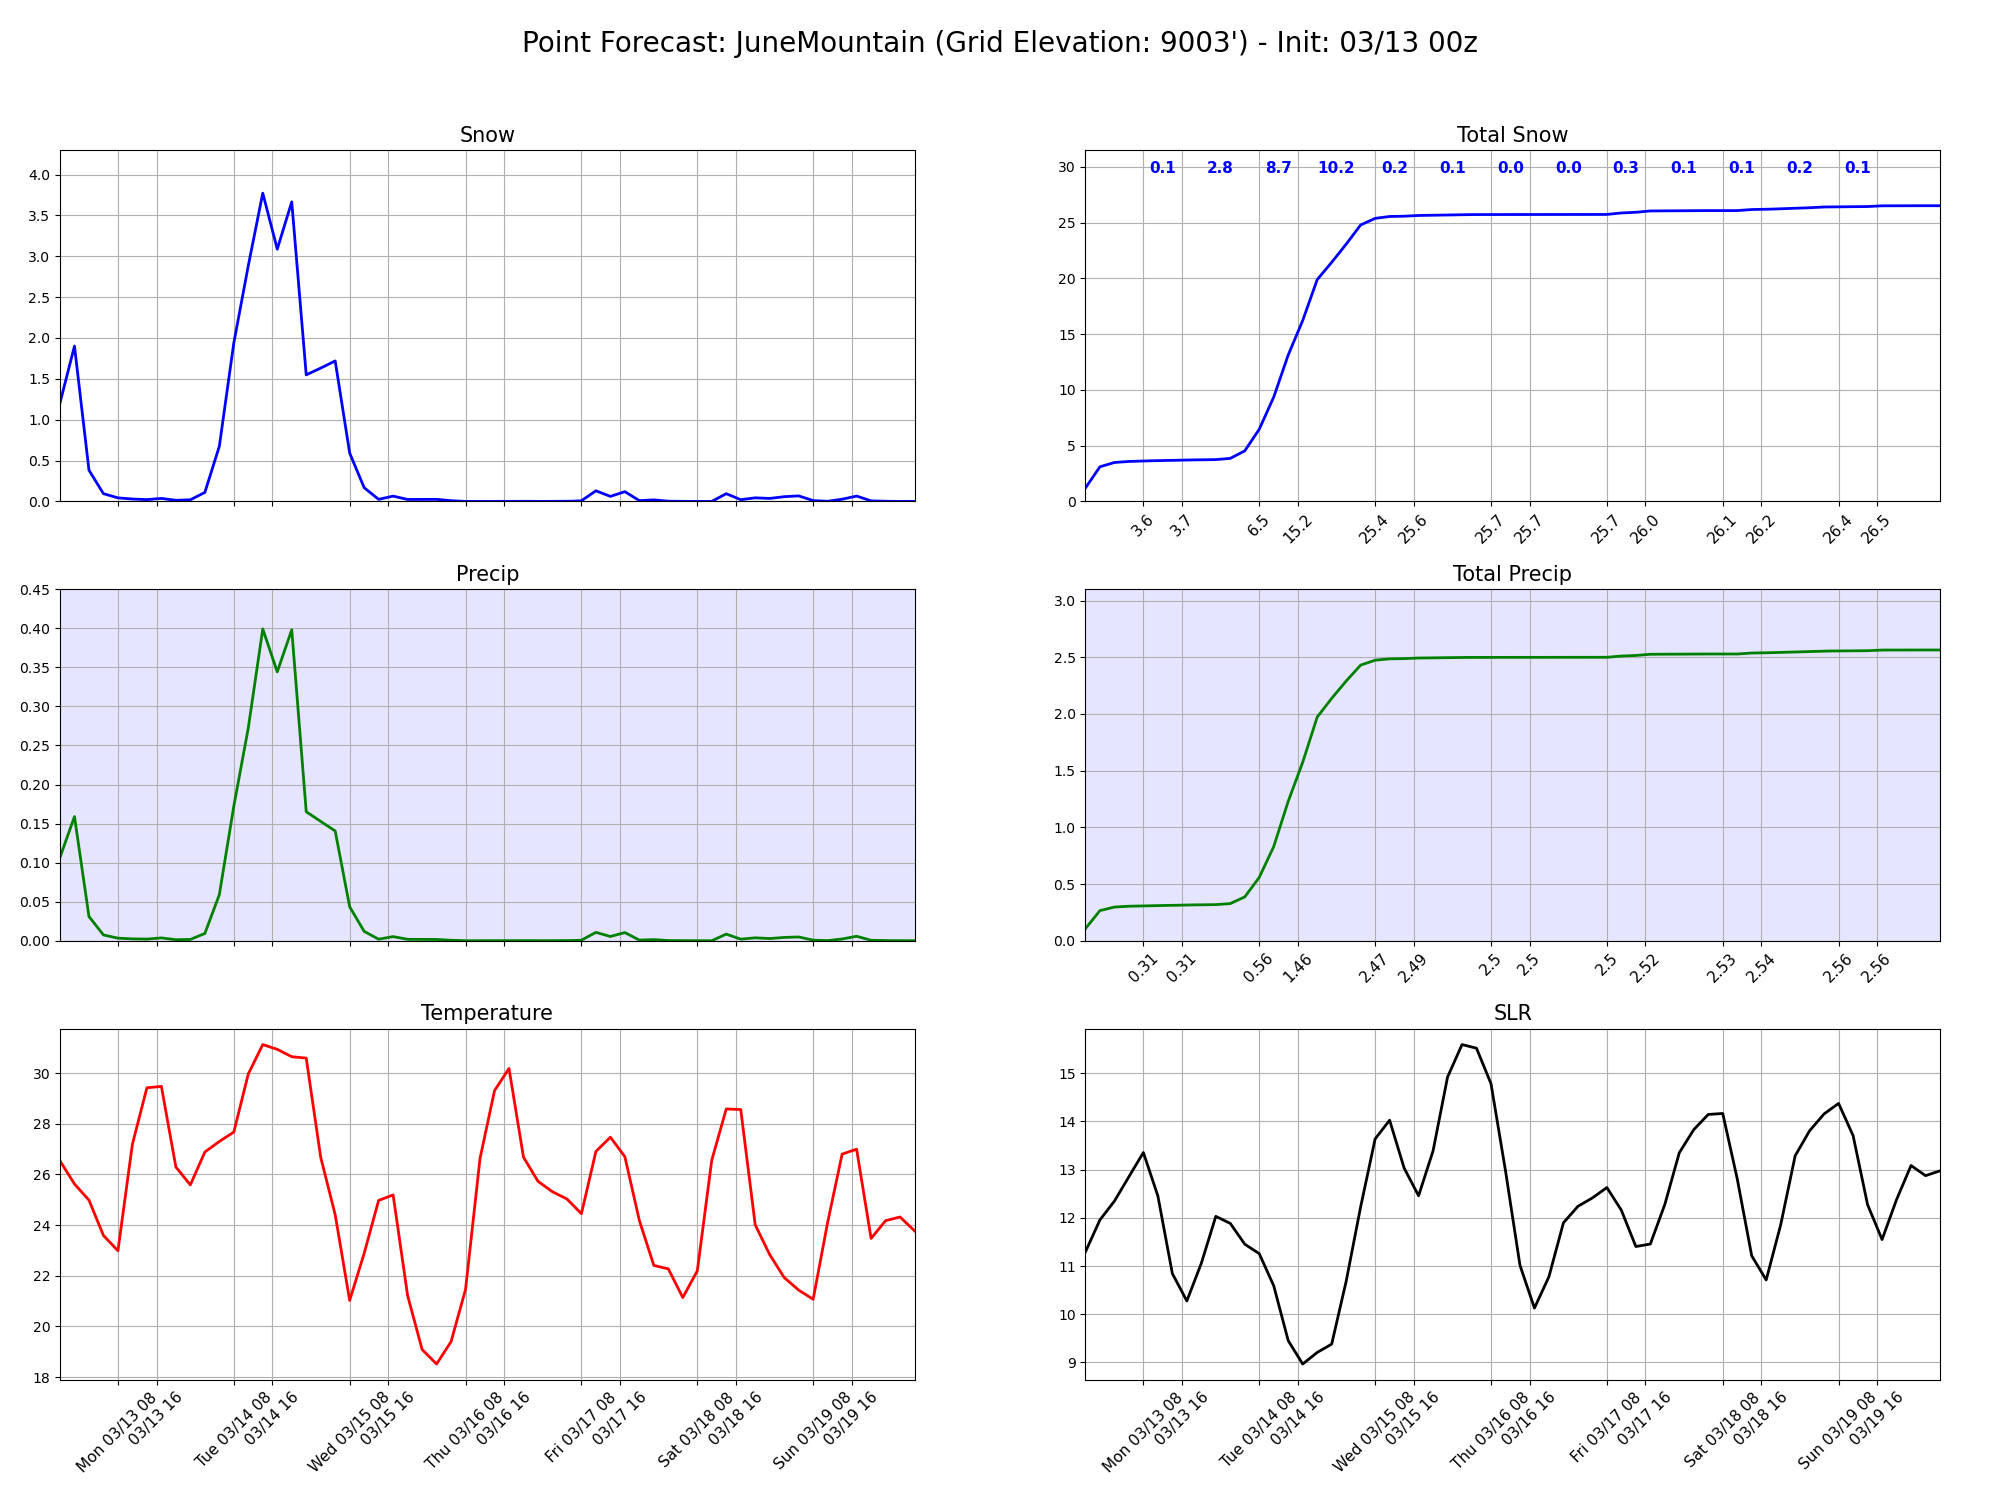 Point Forecast: JuneMountain (Grid Elevation: 9003') - Init: 03/13 00z
Snow
4.0
3.5
3.0
2.5
2.0
1.5
1.0
0.5
0.0
Total Snow
0.1 2.8 8.7 10.2 0.2 0.1 0.0 0.0 0.3 0.1 0.1 0.2 0.1
30
25
20
15
10
5
0
3.6 3.7 6.5 15.2 25.4 25.6 25.7 25.7 25.7 26.0 26.1 26.2 26.4 26.5
Precip
0.45
0.40
0.35
0.30
0.25
0.20
0.15
0.10
0.05
0.00
Total Precip
3.0
2.5
2.0
1.5
1.0
0.5
0.0
0.31 0.31 0.56 1.46 2.47 2.49 2.5 2.5 2.5 2.52 2.53 2.54 2.56 2.56
Temperature
30
28
26
24
22
20
18
Mon 03/13 08
03/13 16
Tue 03/14 08
03/14 16
Wed 03/15 08
03/15 16
Thu 03/16 08
03/16 16
Fri 03/17 08
03/17 16
Sat 03/18 08
03/18 16
Sun 03/19 08
03/19 16
SLR
15
14
13
12
11
10
9
Mon 03/13 08
03/13 16
Tue 03/14 08
03/14 16
Wed 03/15 08
03/15 16
Thu 03/16 08
03/16 16
Fri 03/17 08
03/17 16
Sat 03/18 08
03/18 16
Sun 03/19 08
03/19 16